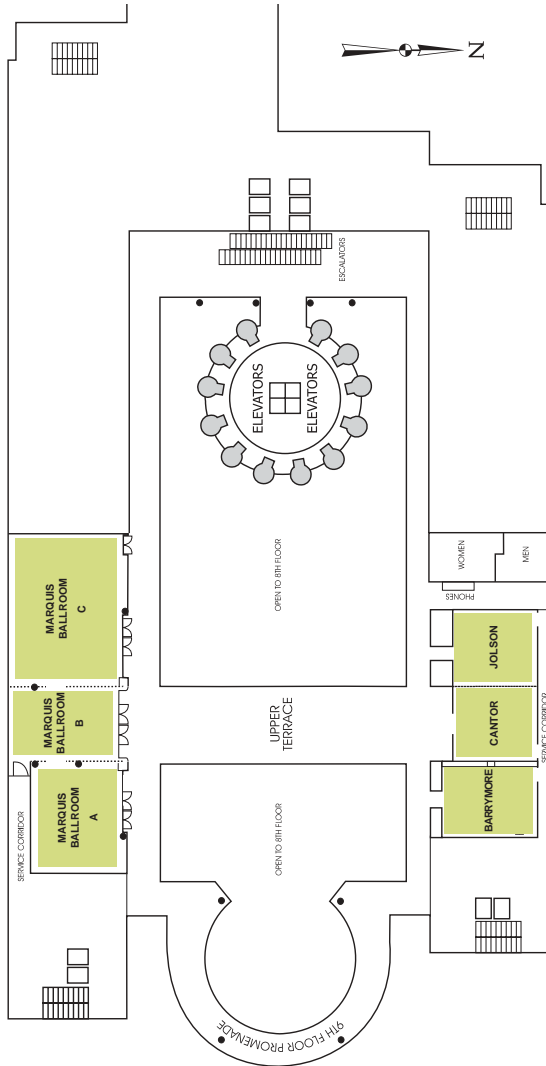 N
ESCALATORS
ELEVATORS
ELEVATORS
WOMEN
MEN
PHONES
OPEN TO 8TH FLOOR
MARQUIS
BALLROOM
C
JOLSON
MARQUIS
BALLROOM
B
UPPER
TERRACE
CANTOR
SERVICE CORRIDOR
MARQUIS
BALLROOM
A
BARRYMORE
SERVICE CORRIDOR
OPEN TO 8TH FLOOR
9TH FLOOR PROMENADE